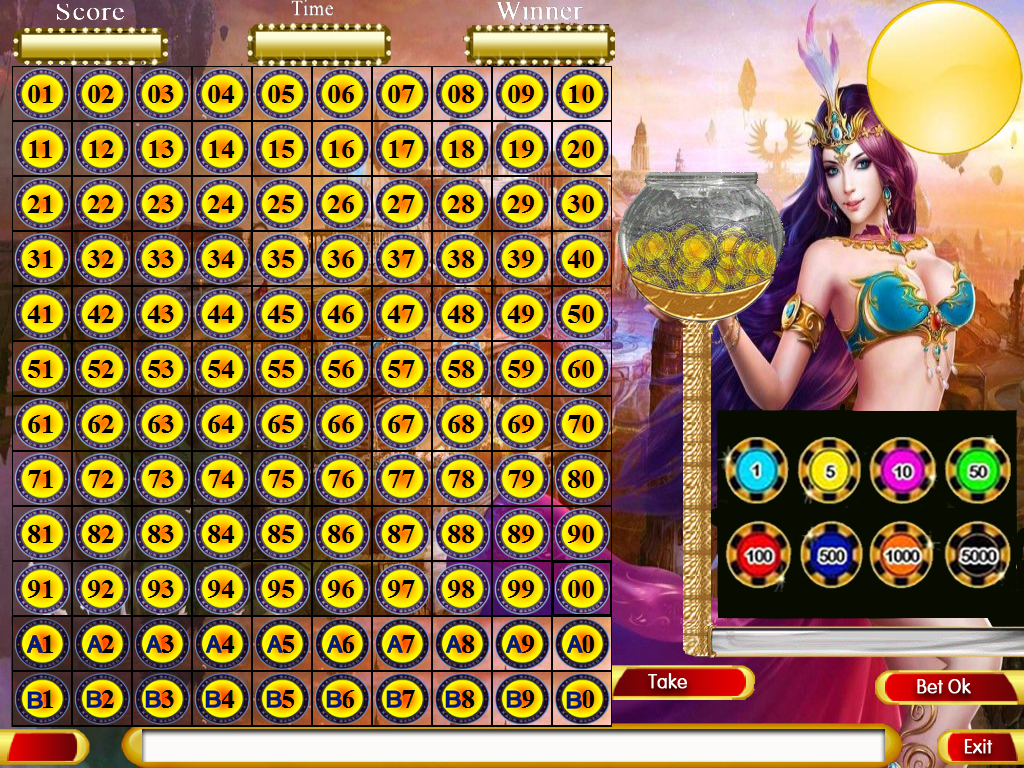 Score Time Winner
01 02 03 04 05 06 07 08 09 10
11 12 13 14 15 16 17 18 19 20
21 22 23 24 25 26 27 28 29 30
31 32 33 34 35 36 37 38 39 40
41 42 43 44 45 46 47 48 49 50
51 52 53 54 55 56 57 58 59 60
61 62 63 64 65 66 67 68 69 70
71 72 73 74 75 76 77 78 79 80
81 82 83 84 85 86 87 88 89 90
91 92 93 94 95 96 97 98 99 00
A1 A2 A3 A4 A5 A6 A7 A8 A9 A0
B1 B2 B3 B4 B5 B6 B7 B8 B9 B0
1 5 10 50
100 500 1000 5000
Take Bet Ok
Exit